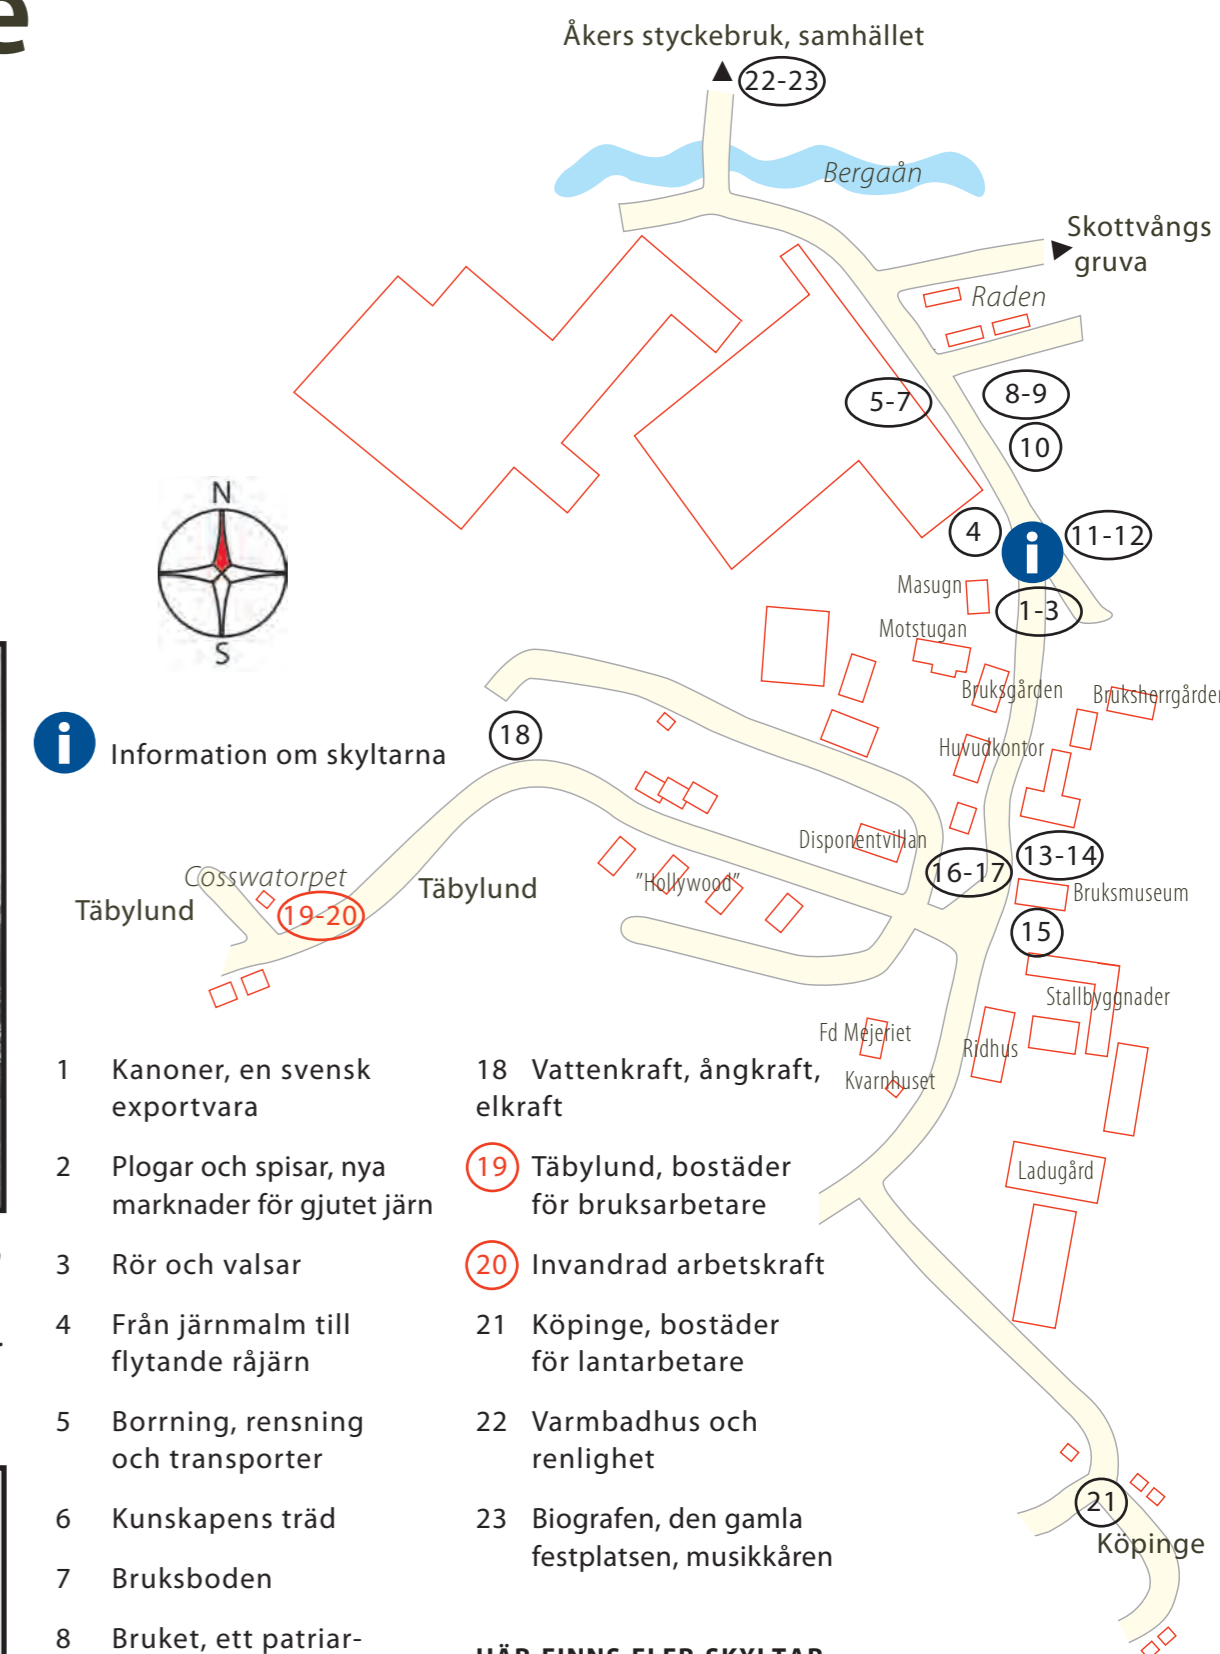 e
Åkers styckebruk, samhället
22-23
Bergaån
Skottvångs
gruva
Raden
5-7
8-9
10
4
i
11-12
1-3
Masugn
Motstugan
Bruksgården
Huvudkontor
N
S
i Information om skyltarna
18
Disponentvillan
16-17
13-14
Bruksmuseum
15
"Hollywood"
Cosswatorpet
Täbylund
19-20
Täbylund
Stallbyggnader
Fd Mejeriet
Ridhus
Kvarnhuset
Ladugård
21
Köpinge
1 Kanoner, en svensk
exportvara
2 Plogar och spisar, nya
marknader för gjutet järn
3 Rör och valsar
4 Från järnmalm till
flytande råjärn
5 Borrning, rensning
och transporter
6 Kunskapens träd
7 Bruksboden
8 Bruket, ett patriar-
18 Vattenkraft, ångkraft,
elkraft
19 Täbylund, bostäder
för bruksarbetare
20 Invandrad arbetskraft
21 Köpinge, bostäder
för lantarbetare
22 Varmbadhus och
renlighet
23 Biografen, den gamla
festplatsen, musikkåren
HÄR FINNS FLER SKYLTAR